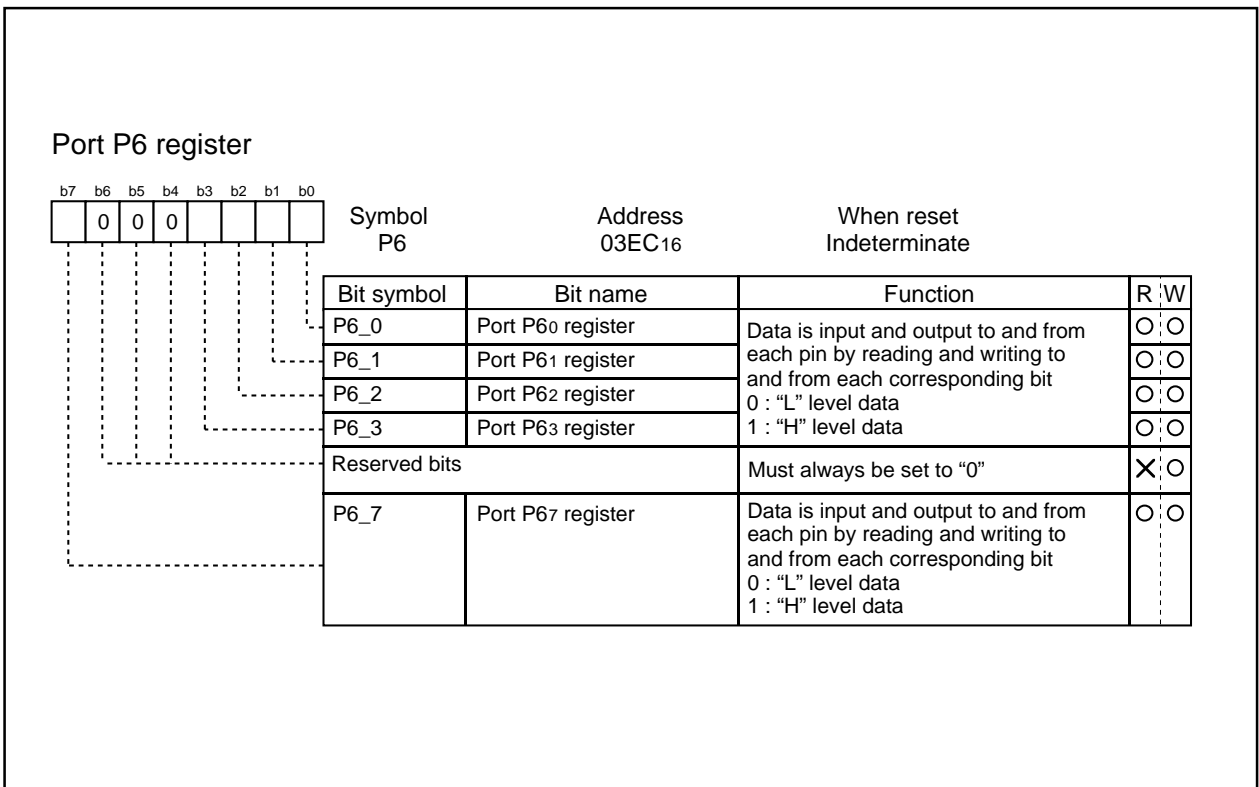 Port P6 register
b7 b6 b5 b4 b3 b2 b1 b0
0 0 0
Symbol Address When reset
P6 03EC16 Indeterminate
Bit symbol Bit name Function R W
P6_0 Port P60 register
P6_1 Port P61 register
P6_2 Port P62 register
P6_3 Port P63 register
Data is input and output to and from
each pin by reading and writing to
and from each corresponding bit
0 : “L” level data
1 : “H” level data
Reserved bits Must always be set to “0”
P6_7 Port P67 register
Data is input and output to and from
each pin by reading and writing to
and from each corresponding bit
0 : “L” level data
1 : “H” level data